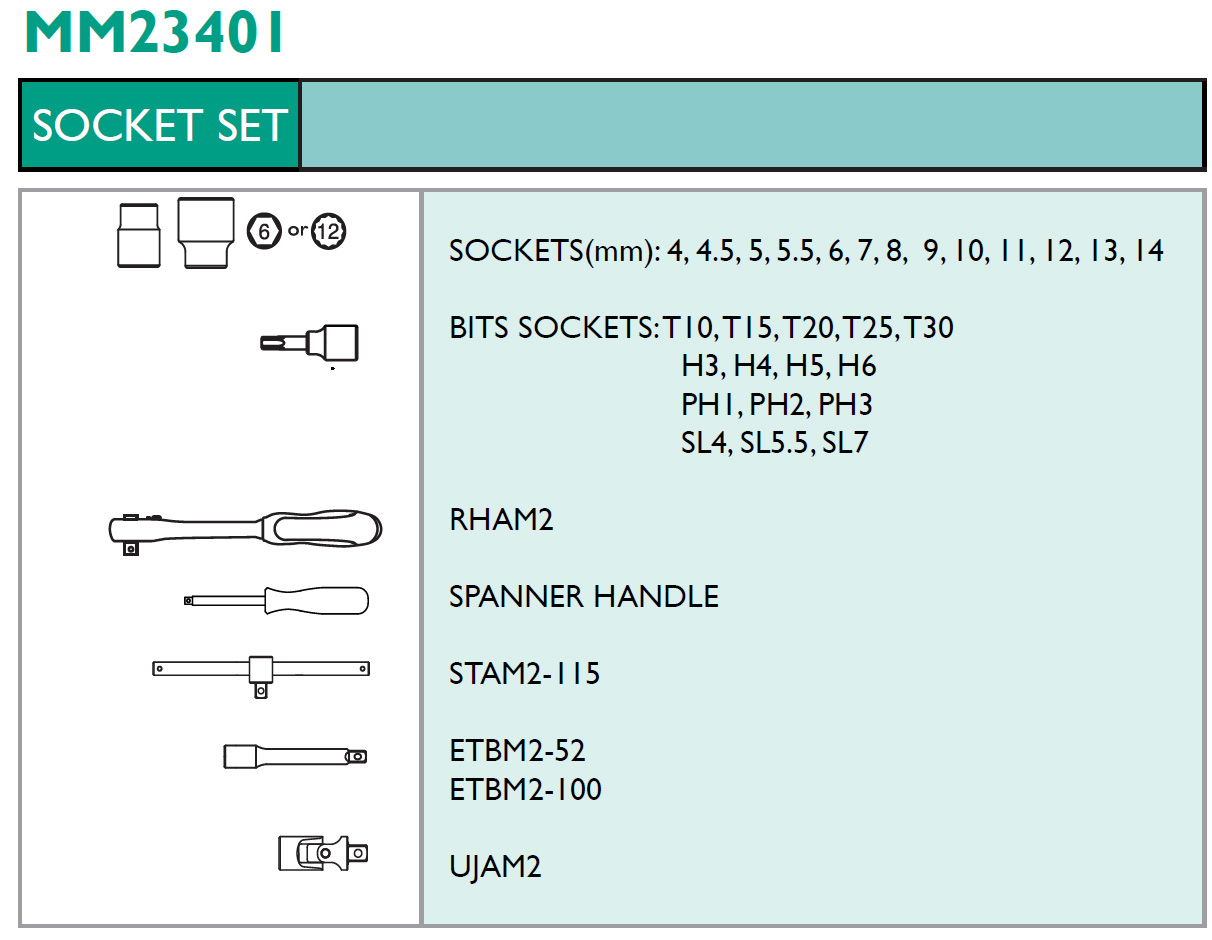 MM23401
SOCKET SET
6 or 12
SOCKETS(mm): 4, 4.5, 5, 5.5, 6, 7, 8, 9, 10, 11, 12, 13, 14
BITS SOCKETS: T10, T15, T20, T25, T30
H3, H4, H5, H6
PH1, PH2, PH3
SL4, SL5.5, SL7
RHAM2
SPANNER HANDLE
STAM2-115
ETBM2-52
ETBM2-100
UJAM2